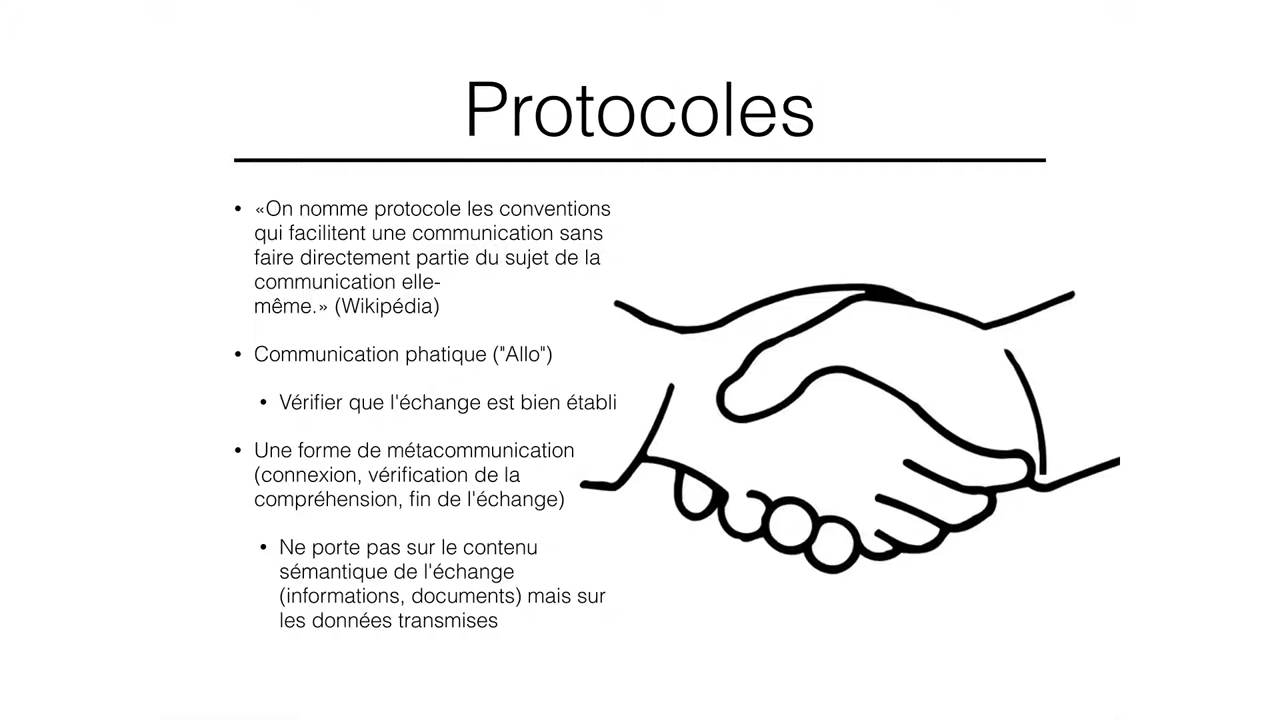 Protocoles
• «On nomme protocole les conventions
qui facilitent une communication sans
faire directement partie du sujet de la
communication elle-
même.» (Wikipédia)
• Communication phatique ("Allo")
• Vérifier que l'échange est bien établi
• Une forme de métacommunication
(connexion, vérification de la
compréhension, fin de l'échange)
• Ne porte pas sur le contenu
sémantique de l'échange
(informations, documents) mais sur
les données transmises